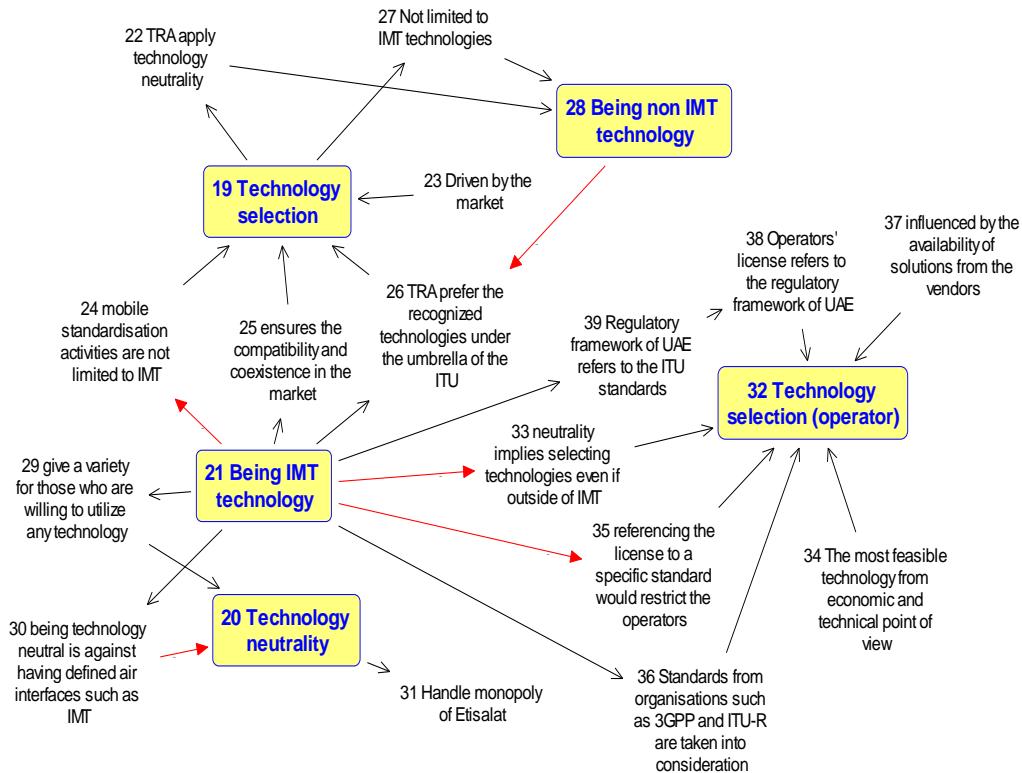 27 Not limited to
IMT technologies
22 TRA apply
technology
neutrality
28 Being non IMT
technology
19 Technology
selection
23 Driven by the
market
37 influenced by the
availability of
solutions from the
vendors
38 Operators'
license refers to
the regulatory
framework of UAE
24 mobile
standardisation
activities are not
limited to IMT
25 ensures the
compatibility and
coexistence in the
market
26 TRA prefer the
recognized
technologies under
the umbrella of the
ITU
39 Regulatory
framework of UAE
refers to the ITU
standards
32 Technology
selection (operator)
29 give a variety
for those who are
willing to utilize
any technology
21 Being IMT
technology
33 neutrality
implies selecting
technologies even if
outside of IMT
35 referencing the
license to a
specific standard
would restrict the
operators
34 The most feasible
technology from
economic and
technical point of
view
30 being technology
neutral is against
having defined air
interfaces such as
IMT
20 Technology
neutrality
31 Handle monopoly
of Etisalat
36 Standards from
organisations such
as 3GPP and ITU-R
are taken into
consideration